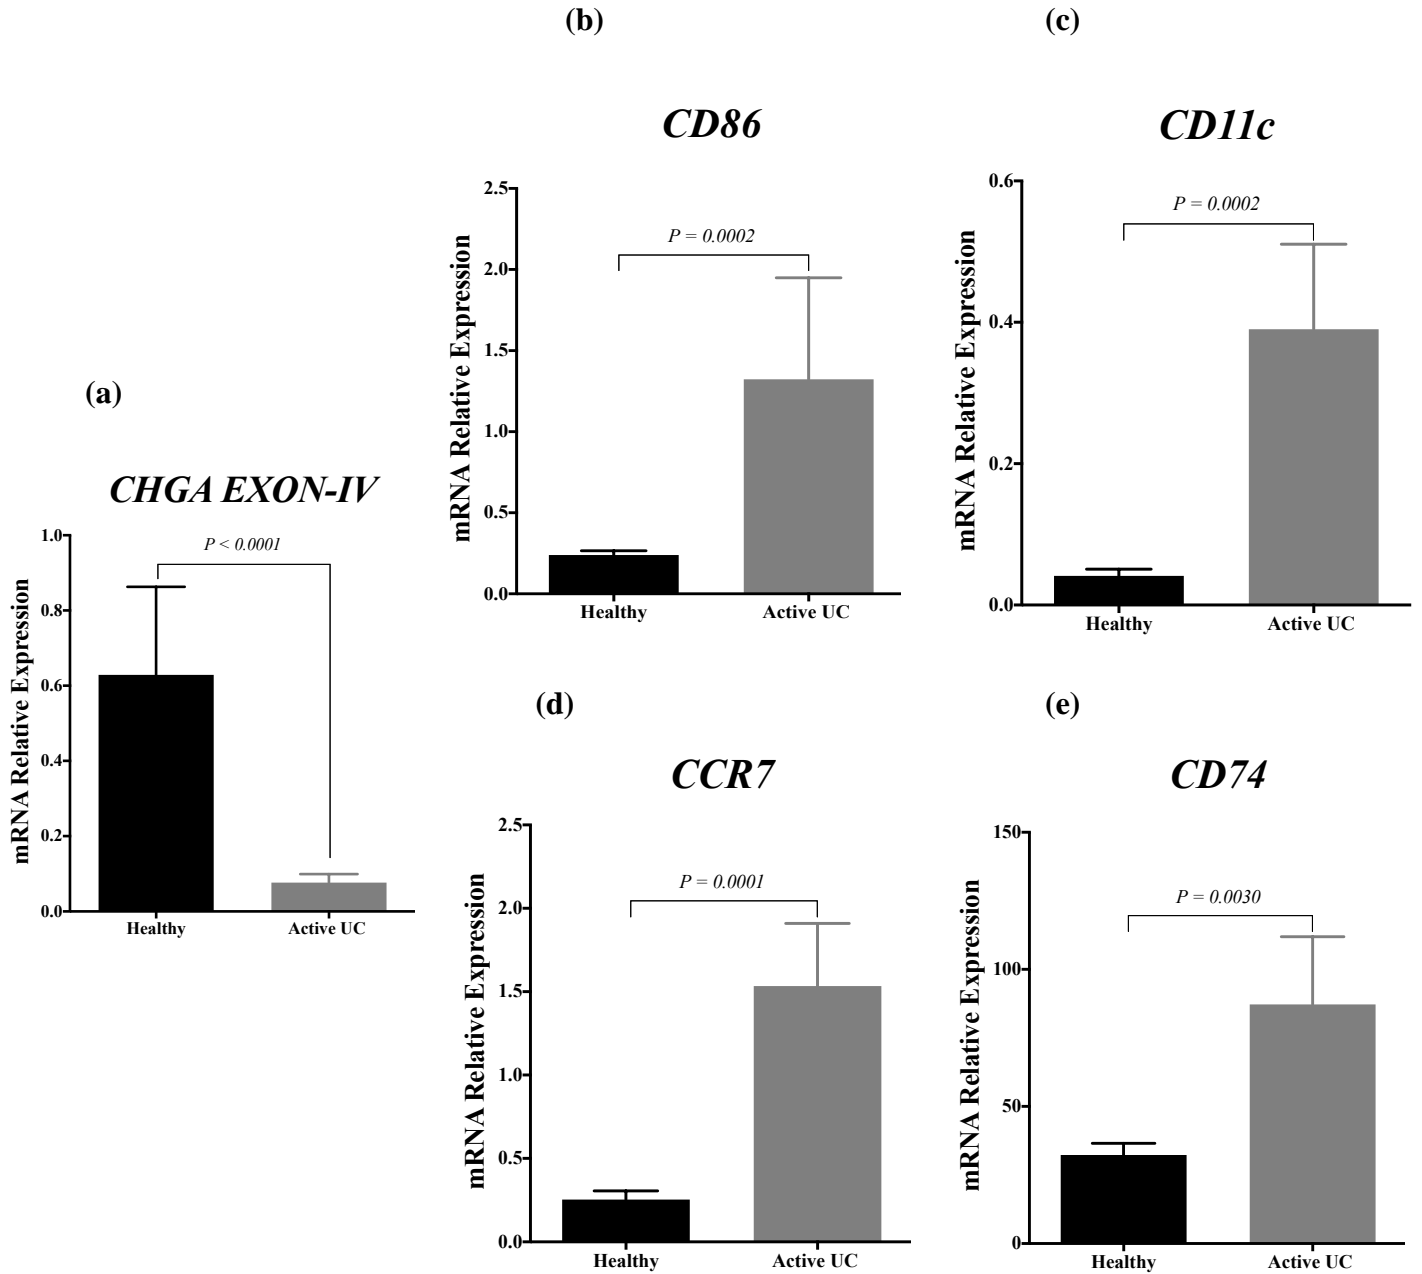 (a)
CHGA EXON-IV
P < 0.0001
mRNA Relative Expression
1.0
0.8
0.6
0.4
0.2
0.0
Healthy
Active UC
(b)
CD86
P = 0.0002
mRNA Relative Expression
2.5
2.0
1.5
1.0
0.5
0.0
Healthy
Active UC
(c)
CD11c
P = 0.0002
mRNA Relative Expression
0.6
0.4
0.2
0.0
Healthy
Active UC
(d)
CCR7
P = 0.0001
mRNA Relative Expression
2.5
2.0
1.5
1.0
0.5
0.0
Healthy
Active UC
(e)
CD74
P = 0.0030
mRNA Relative Expression
150
100
50
0
Healthy
Active UC